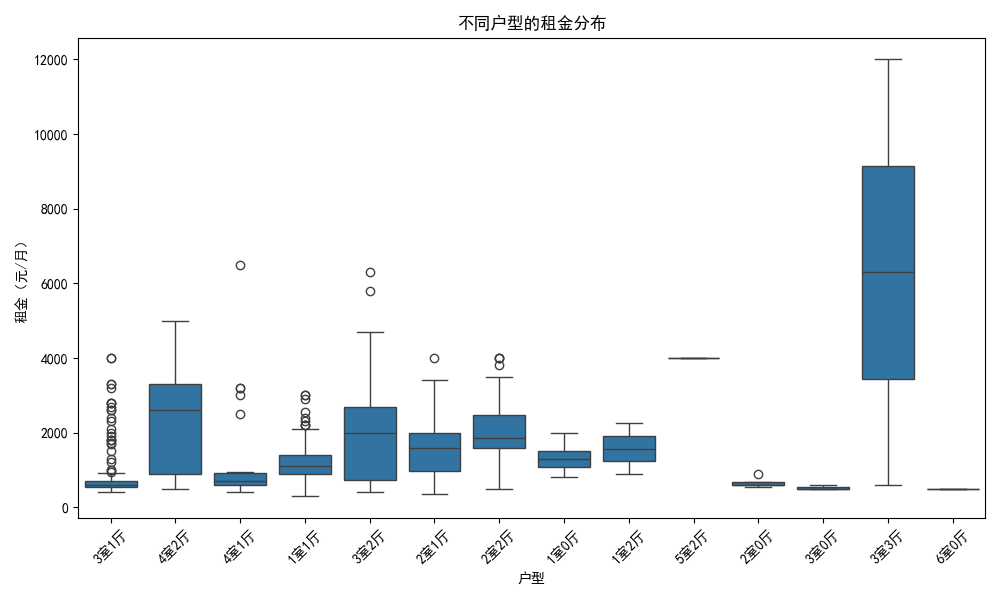 不同户型的租金分布
租金（元/月）
12000
10000
8000
6000
4000
2000
0
3室1厅
4室2厅
4室1厅
1室1厅
3室2厅
2室1厅
2室2厅
1室0厅
1室2厅
5室2厅
2室0厅
3室0厅
3室3厅
6室0厅
户型